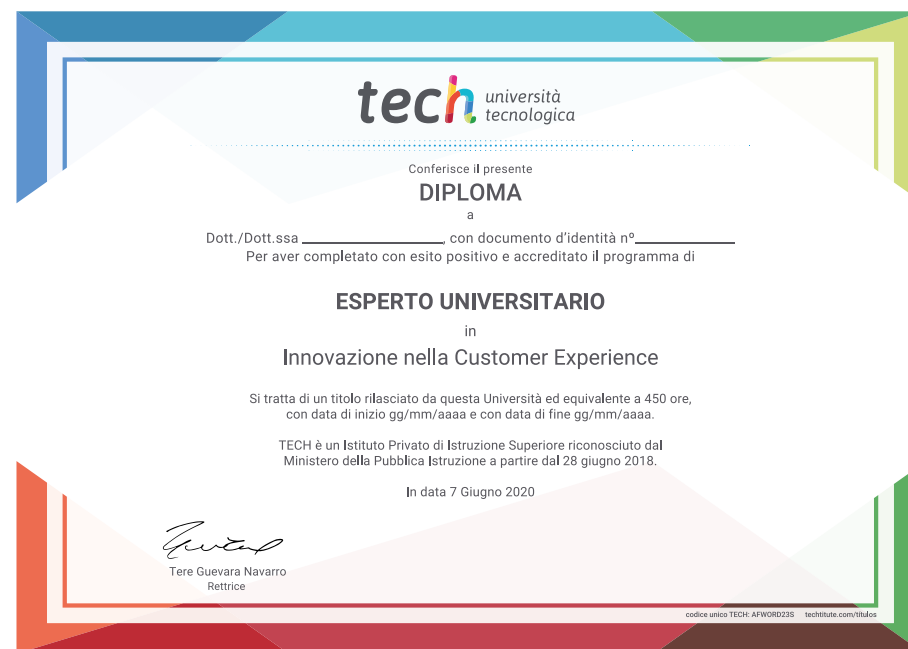 tech università
tecnologica
Conferisce il presente
DIPLOMA
a
Dott./Dott.ssa ____________________, con documento d'identità nº______________
Per aver completato con esito positivo e accreditato il programma di
ESPERTO UNIVERSITARIO
in
Innovazione nella Customer Experience
Si tratta di un titolo rilasciato da questa Università ed equivalente a 450 ore,
con data di inizio gg/mm/aaaa e con data di fine gg/mm/aaaa.
TECH è un Istituto Privato di Istruzione Superiore riconosciuto dal
Ministero della Pubblica Istruzione a partire dal 28 giugno 2018.
In data 7 Giugno 2020
Tere Guevara Navarro
Rettrice
codice unico TECH: AFWORD23S techtitute.com/títulos